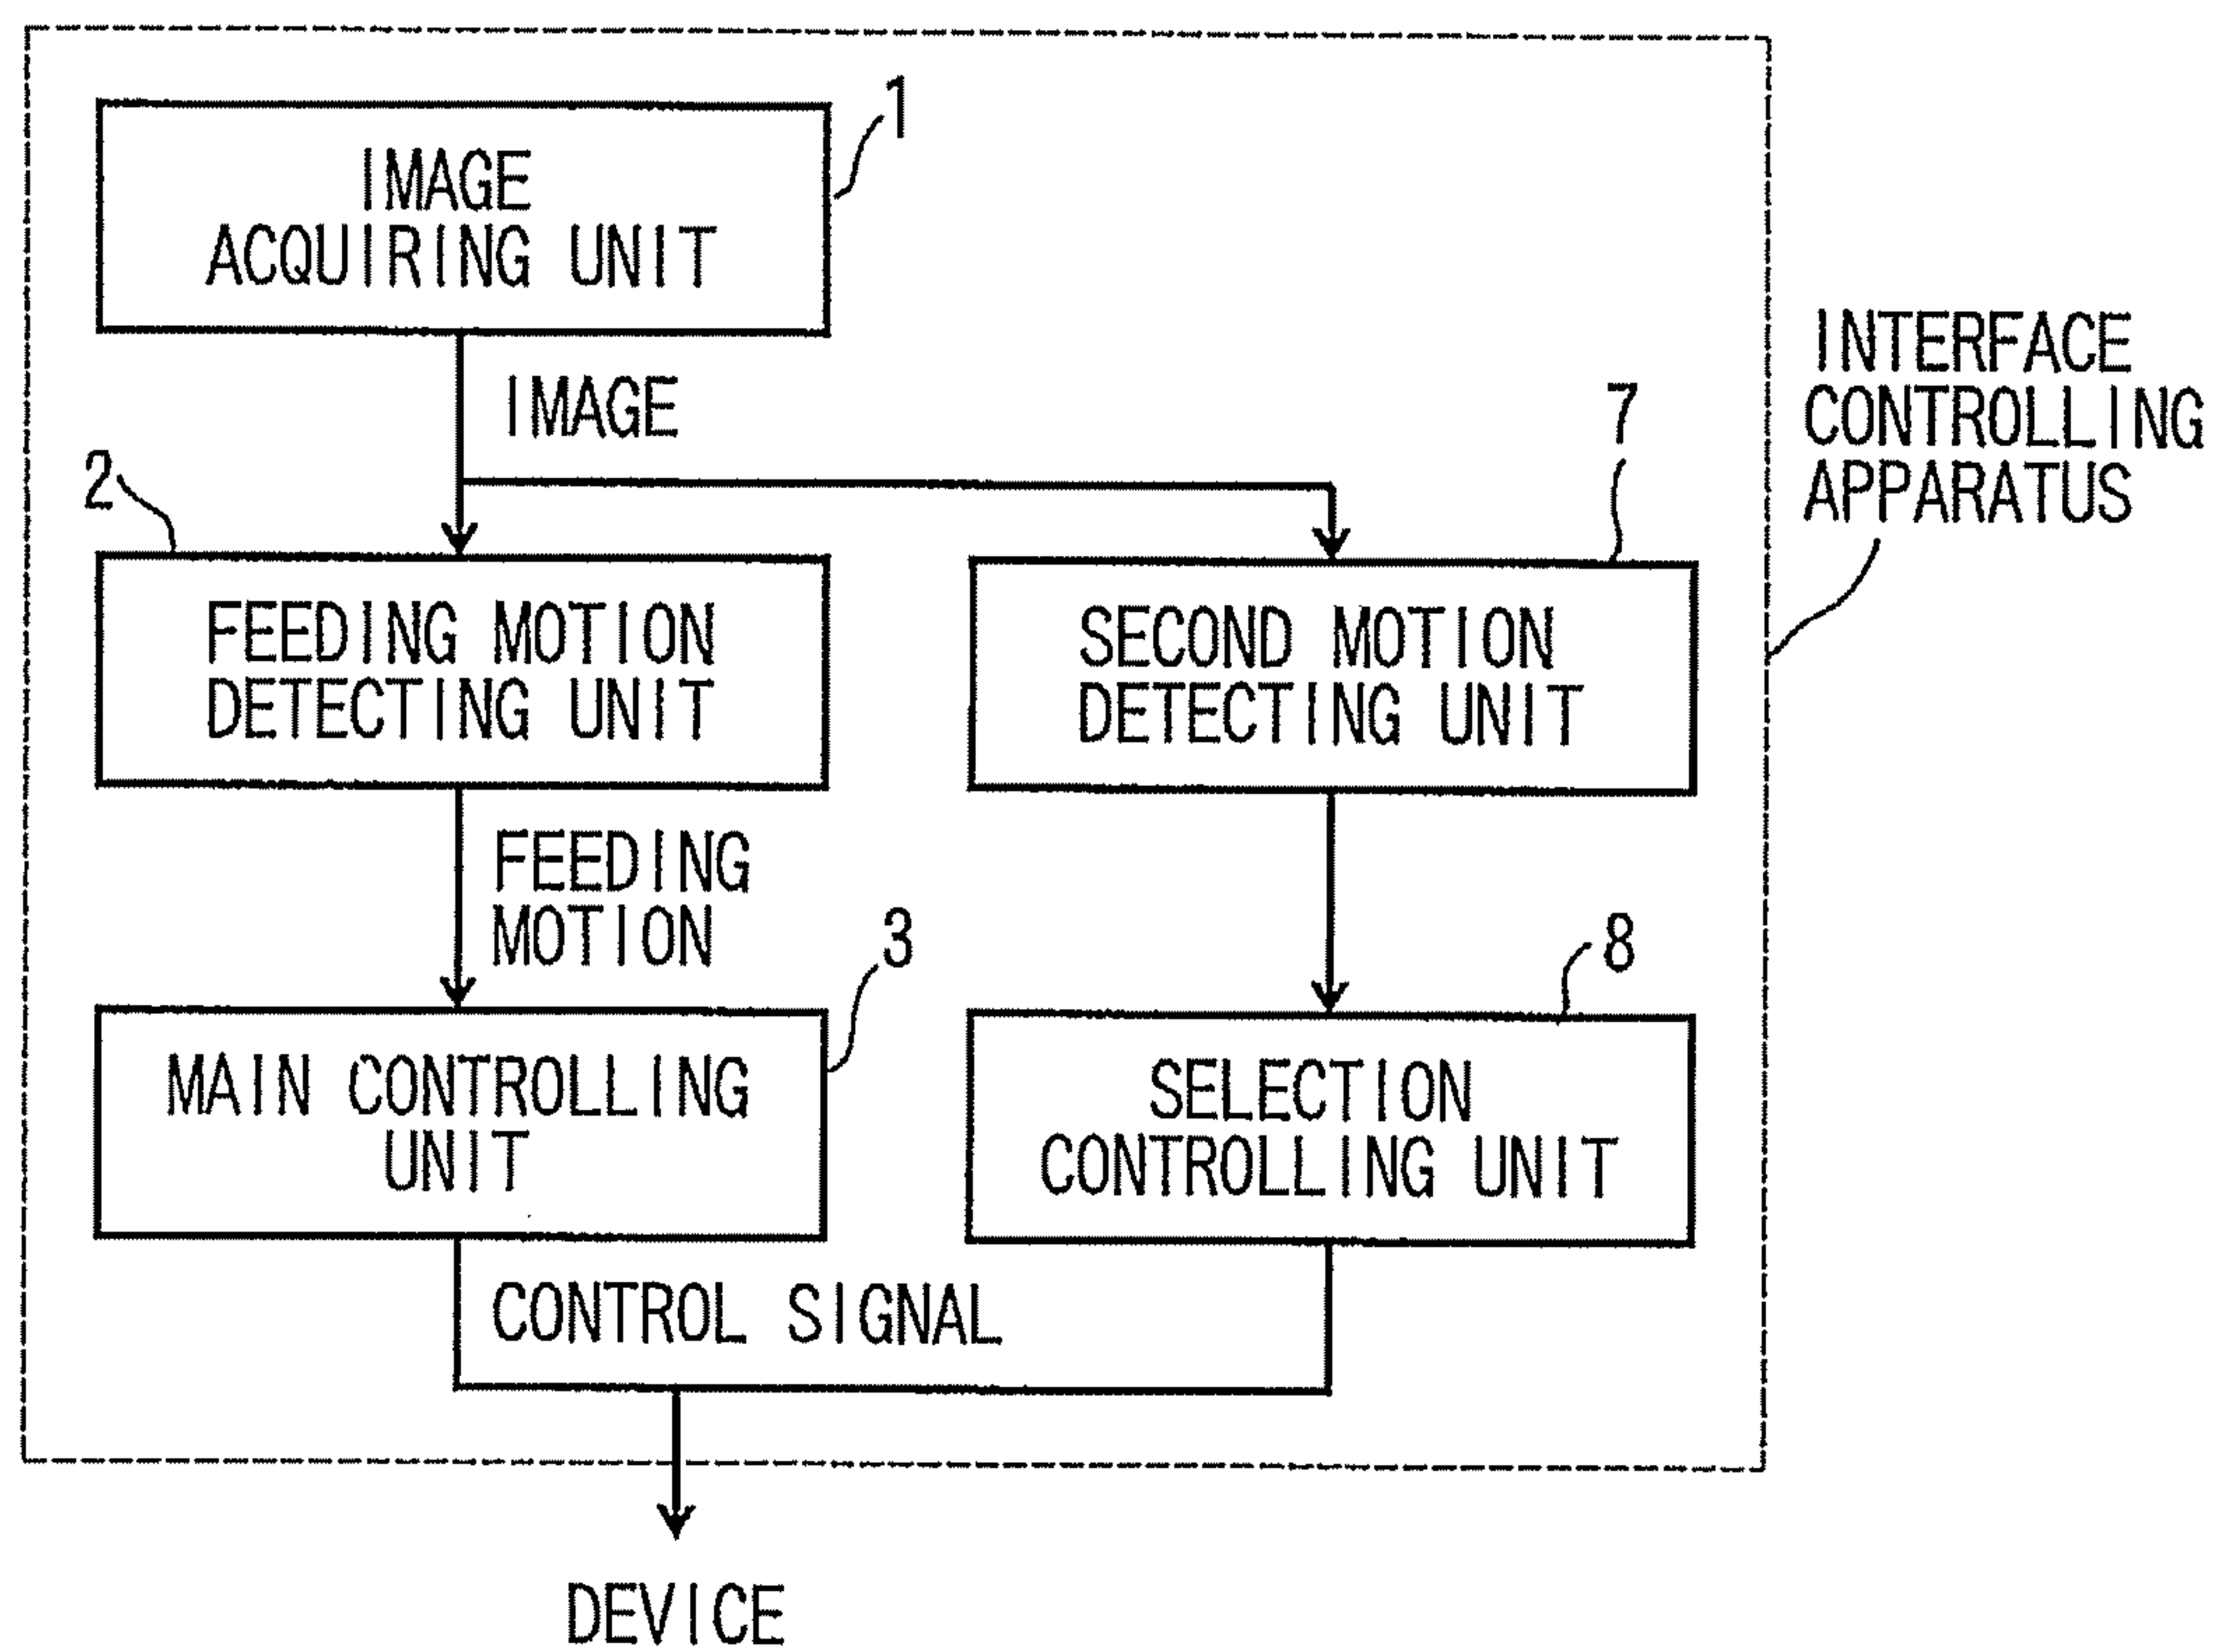 1
IMAGE
ACQUIRING UNIT
INTERFACE
CONTROLLING
APPARATUS
IMAGE
7
2
FEEDING MOTION
DETECTING UNIT
SECOND MOTION
DETECTING UNIT
FEEDING
MOTION
3
8
MAIN CONTROLLING
UNIT
SELECTION
CONTROLLING UNIT
CONTROL SIGNAL
DEVICE